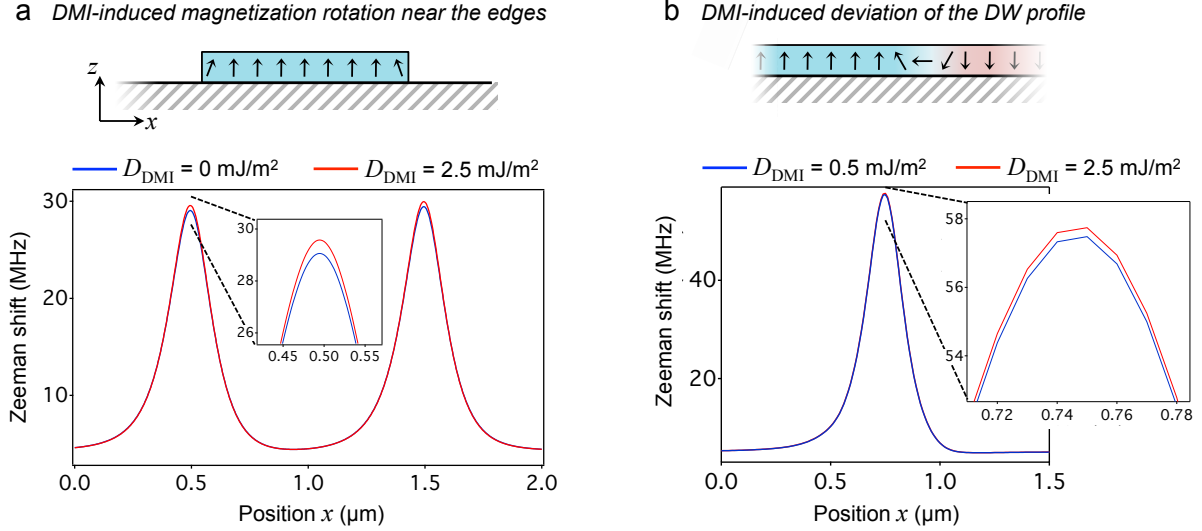 a DMI-induced magnetization rotation near the edges
z
x
D_DMI = 0 mJ/m² D_DMI = 2.5 mJ/m²
30
20
10
Zeeman shift (MHz)
30
28
26
0.45 0.50 0.55
0.0 0.5 1.0 1.5 2.0
Position x (μm)
b DMI-induced deviation of the DW profile
D_DMI = 0.5 mJ/m² D_DMI = 2.5 mJ/m²
40
20
Zeeman shift (MHz)
58
56
54
0.72 0.74 0.76 0.78
0.0 0.5 1.0 1.5
Position x (μm)